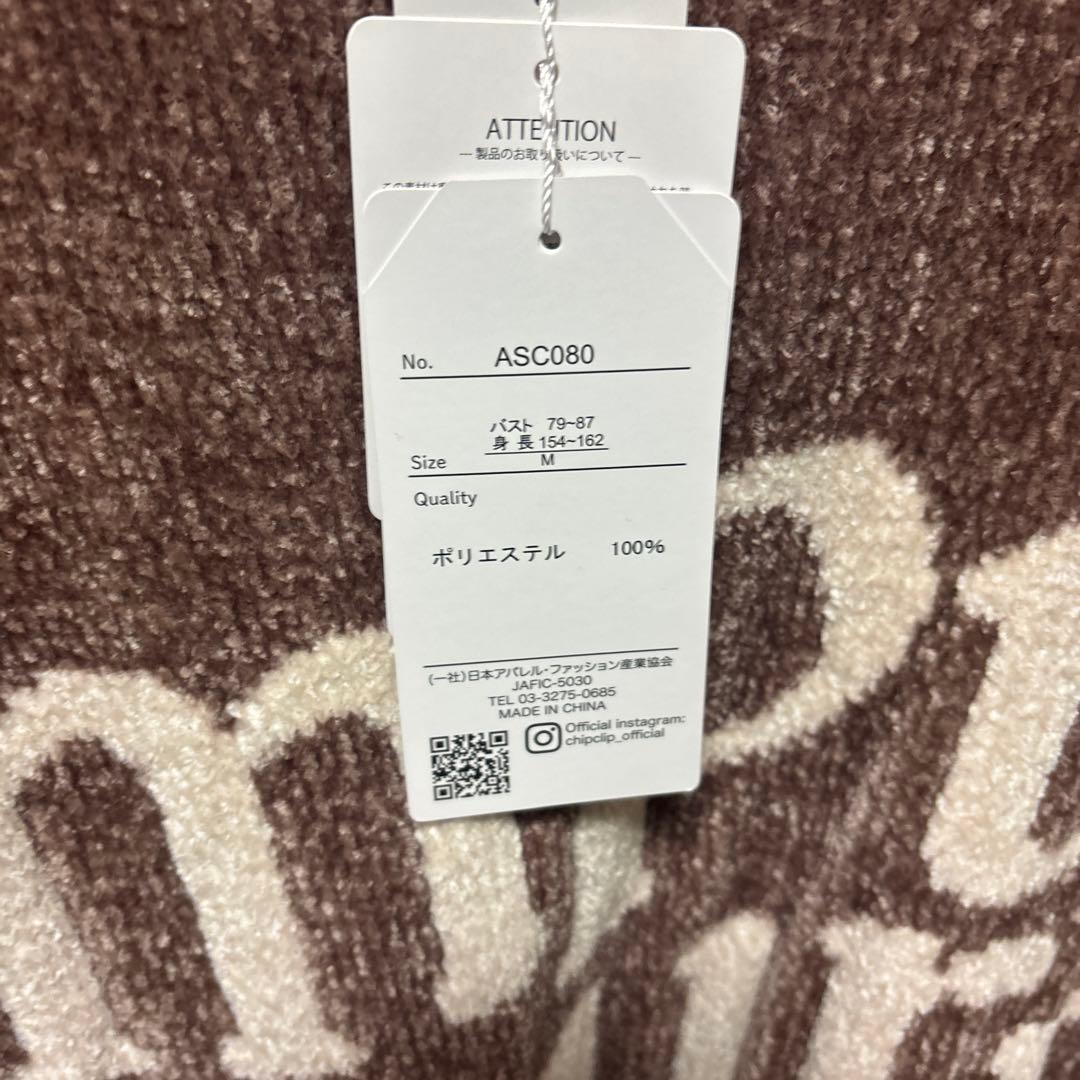 ATTENTION
― 製品のお取り扱いについて ―
No. ASC080
バスト 79~87
身 長 154~162
Size M
Quality
ポリエステル 100%
(一社)日本アパレル・ファッション産業協会
JAFIC-5030
TEL 03-3275-0685
MADE IN CHINA
Official instagram:
chipclip_official